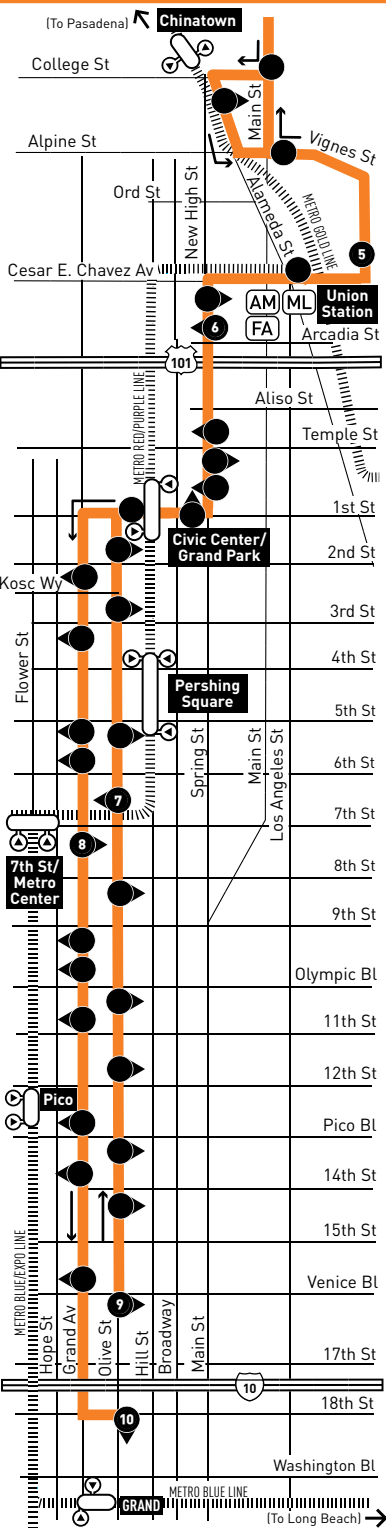 (To Pasadena)
Chinatown
College St
Main St
Alpine St
Vignes St
Ord St
New High St
Alameda St
METRO GOLD LINE
5
Cesar E. Chavez Av
AM
ML
Union
Station
6
FA
Arcadia St
101
METRO RED/PURPLE LINE
Aliso St
Temple St
1st St
Civic Center/
Grand Park
2nd St
Kosc Wy
3rd St
Flower St
4th St
Pershing
Square
5th St
Spring St
Main St
Los Angeles St
6th St
7
7th St
8
7th St/
Metro
Center
8th St
9th St
Olympic Bl
11th St
12th St
Pico
Pico Bl
14th St
15th St
METRO BLUE/EXPO LINE
Venice Bl
9
Hope St
Grand Av
Olive St
Hill St
Broadway
Main St
17th St
10
18th St
10
Washington Bl
METRO BLUE LINE
GRAND
(To Long Beach)